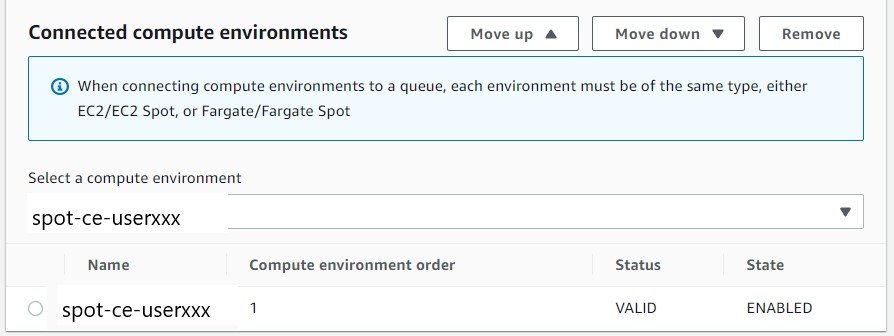 Connected compute environments
Move up
Move down
Remove
When connecting compute environments to a queue, each environment must be of the same type, either
EC2/EC2 Spot, or Fargate/Fargate Spot
Select a compute environment
spot-ce-userxxx
Name Compute environment order Status State
spot-ce-userxxx 1 VALID ENABLED